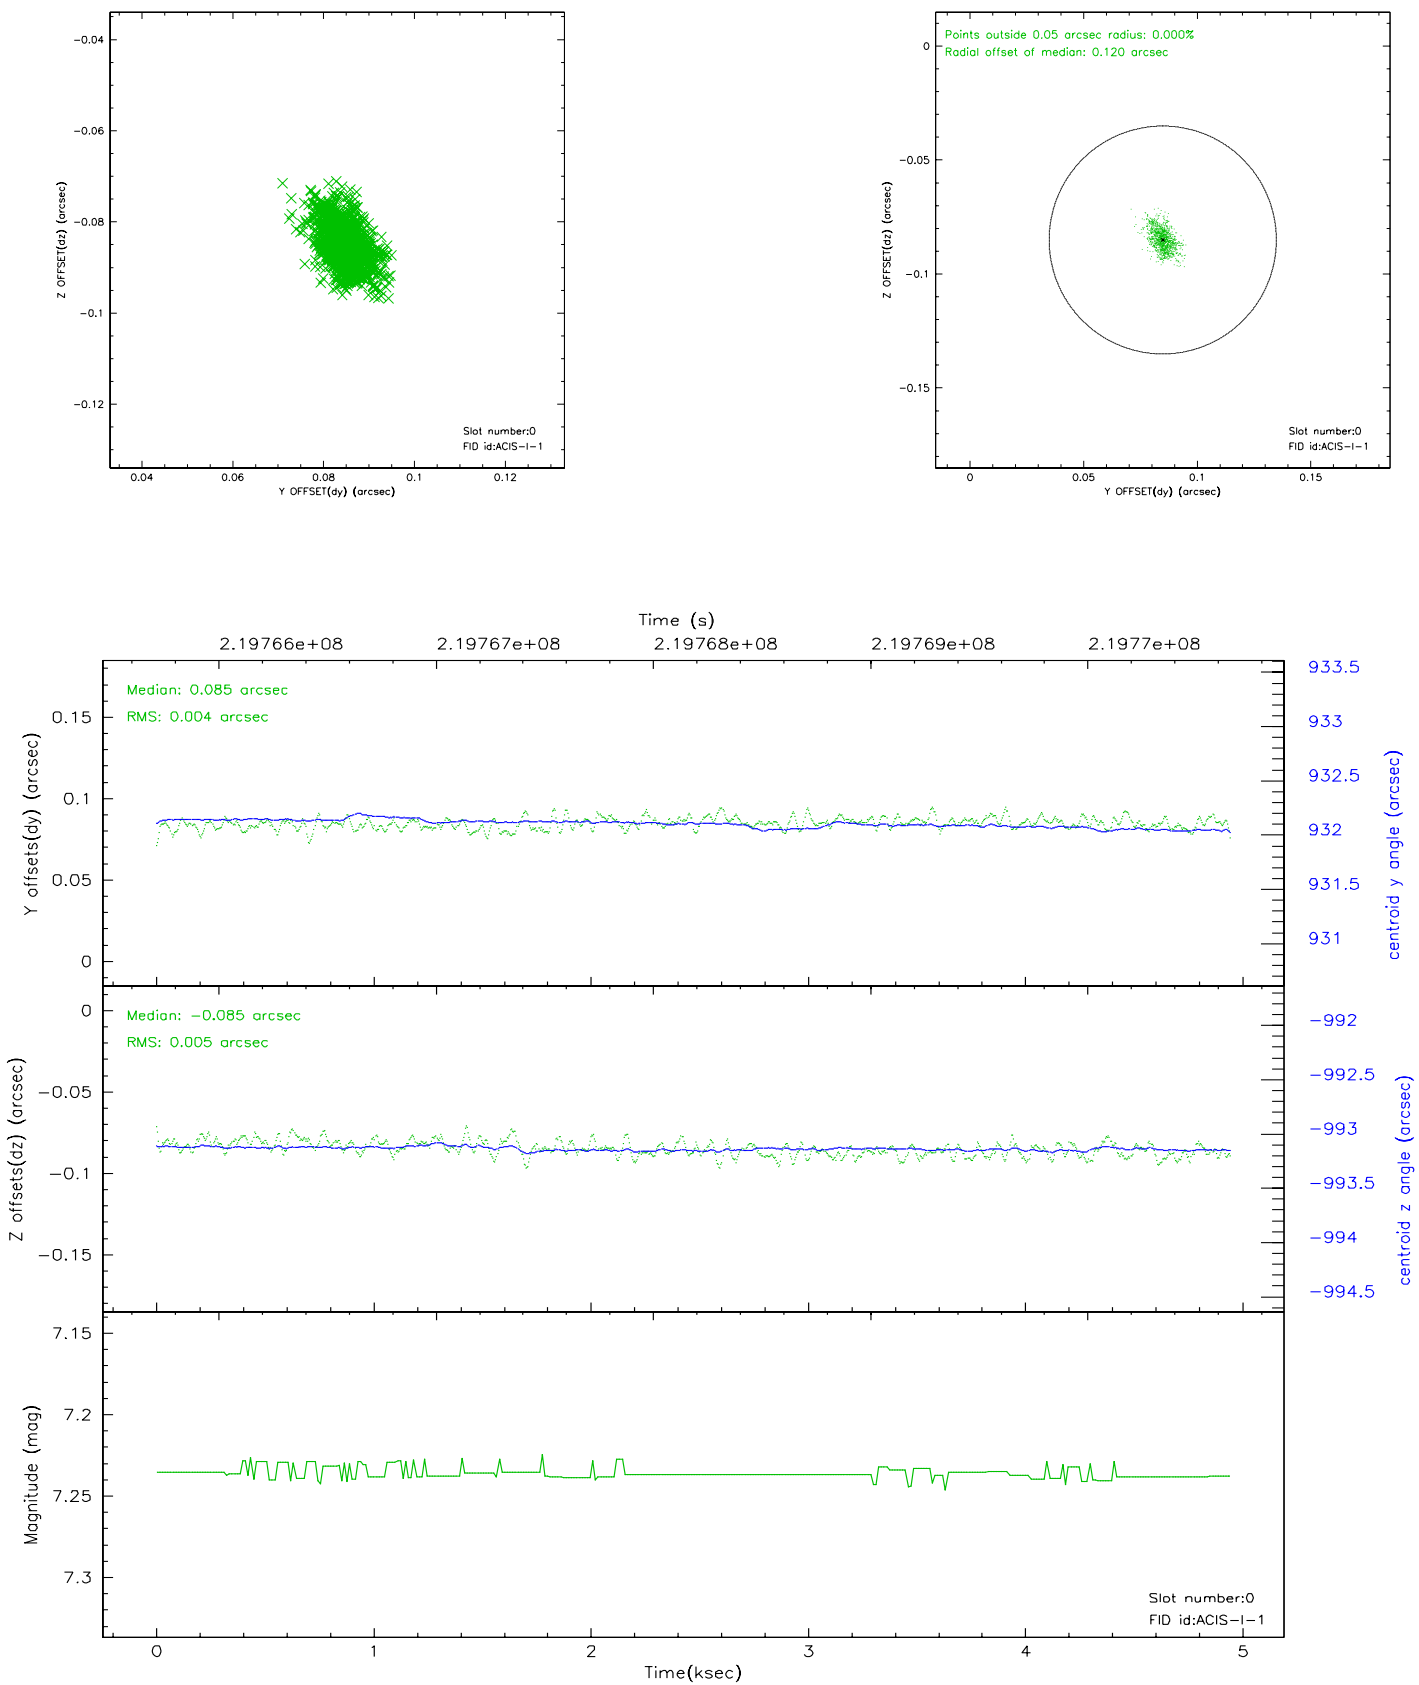 -0.04
-0.06
-0.08
-0.1
-0.12
Z OFFSET(dz) (arcsec)
Slot number:0
FID id:ACIS-I-1
0.04 0.06 0.08 0.1 0.12
Y OFFSET(dy) (arcsec)
Points outside 0.05 arcsec radius: 0.000%
Radial offset of median: 0.120 arcsec
0
-0.05
-0.1
-0.15
Z OFFSET(dz) (arcsec)
Slot number:0
FID id:ACIS-I-1
0 0.05 0.1 0.15
Y OFFSET(dy) (arcsec)
Time (s)
2.19766e+08 2.19767e+08 2.19768e+08 2.19769e+08 2.1977e+08
Median: 0.085 arcsec
RMS: 0.004 arcsec
0.15
0.1
0.05
0
Y offsets(dy) (arcsec)
933.5
933
932.5
932
931.5
931
centroid y angle (arcsec)
Median: -0.085 arcsec
RMS: 0.005 arcsec
0
-0.05
-0.1
-0.15
Z offsets(dz) (arcsec)
-992
-992.5
-993
-993.5
-994
-994.5
centroid z angle (arcsec)
7.15
7.2
7.25
7.3
Magnitude (mag)
Slot number:0
FID id:ACIS-I-1
0 1 2 3 4 5
Time(ksec)